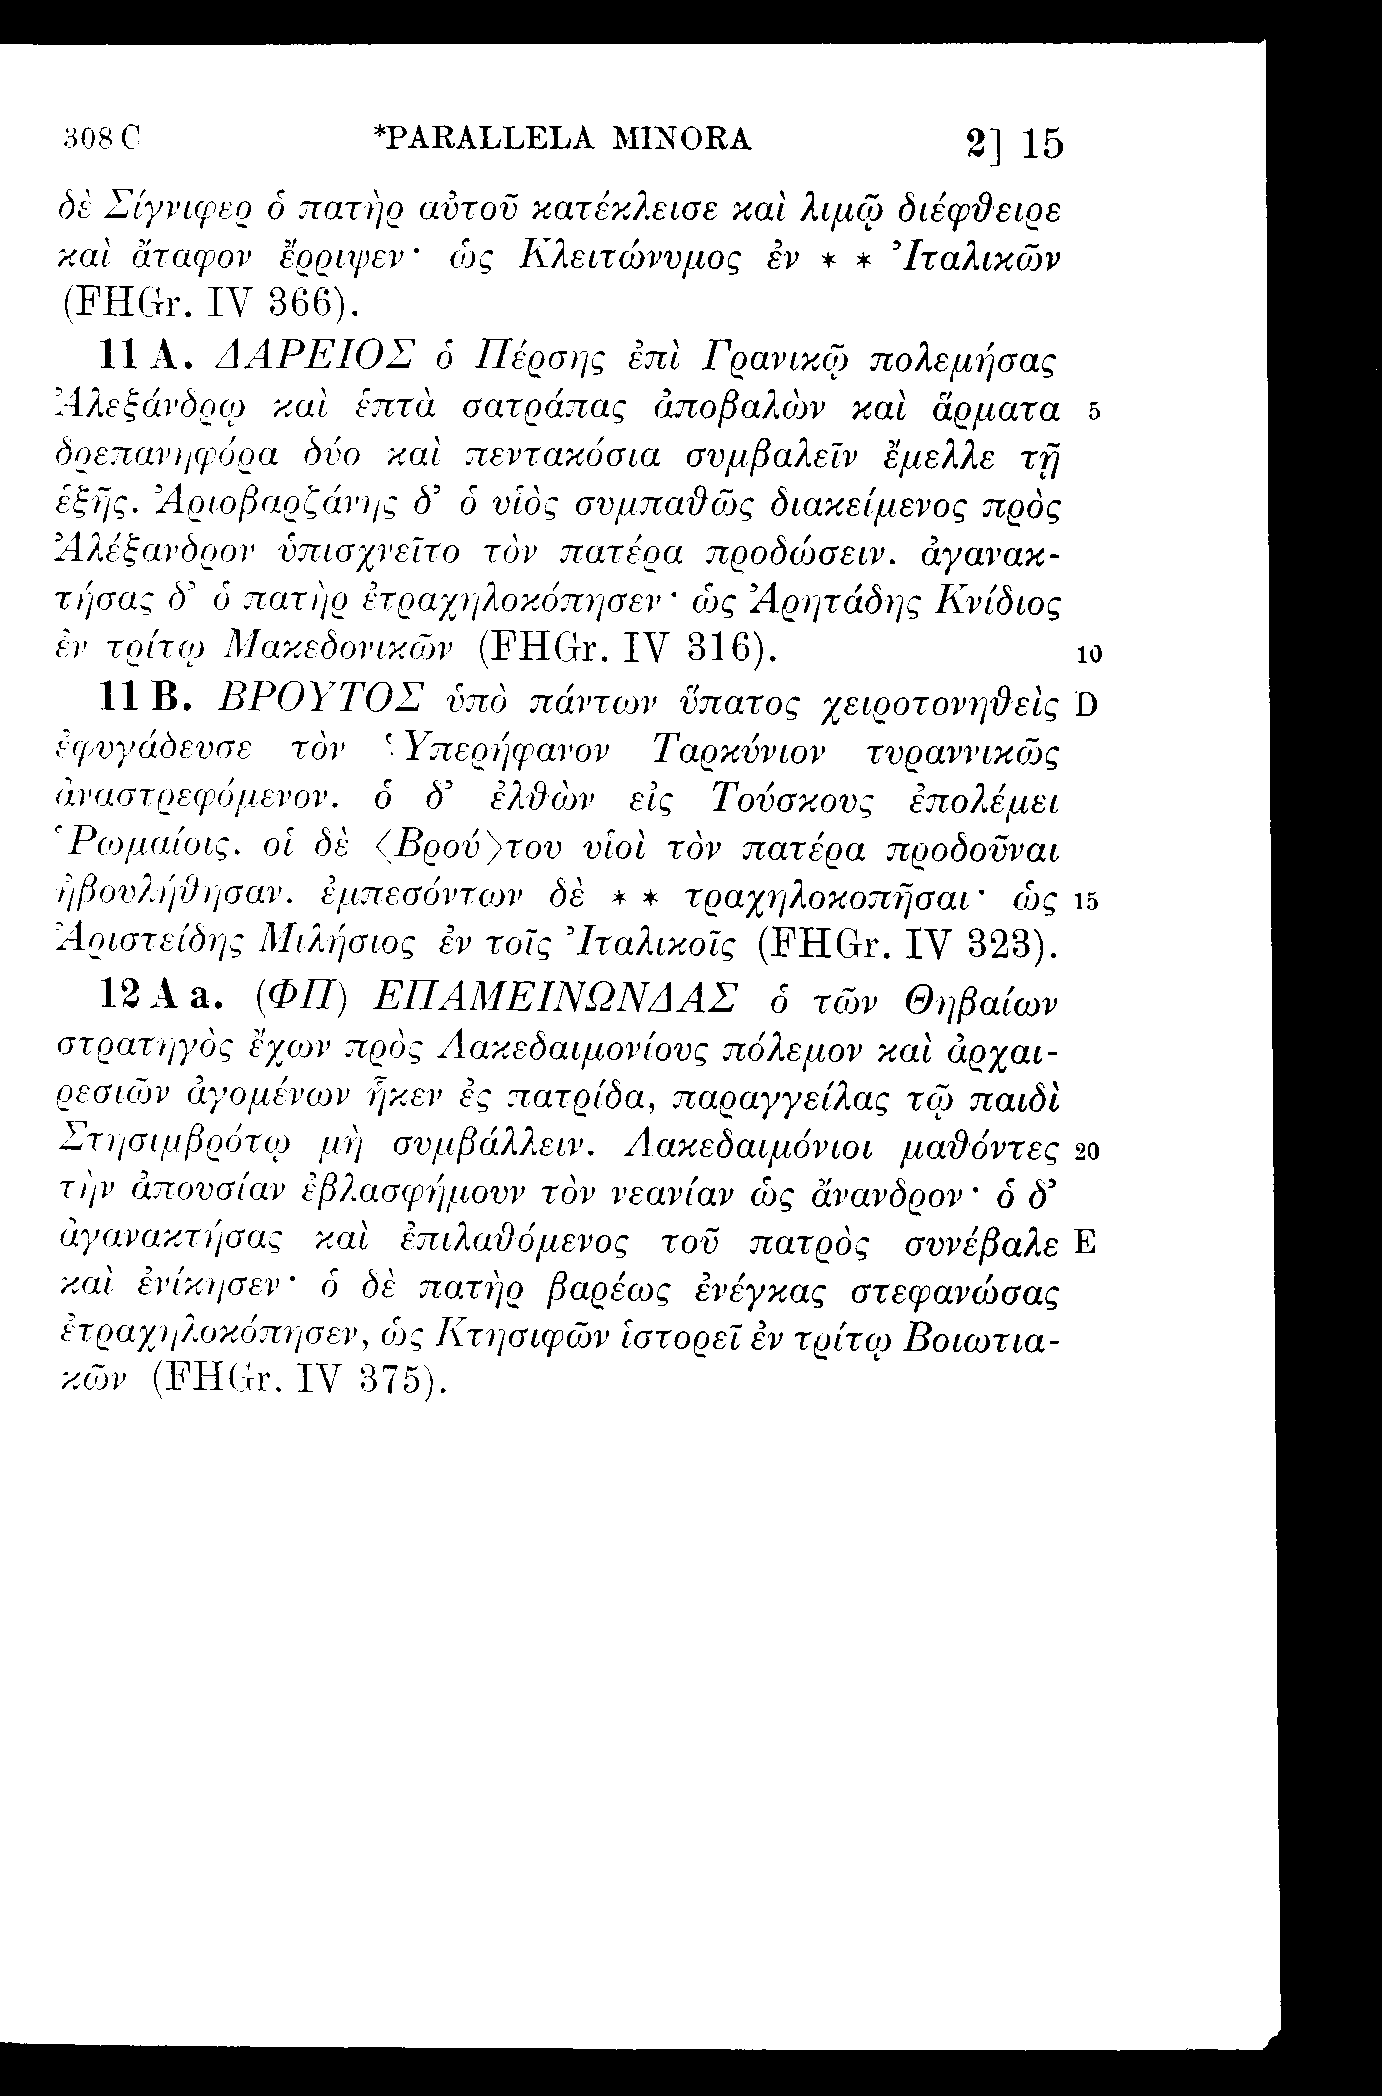 308 C *PARALLELA MINORA 2] 15
δὲ Σίγνιφερ ὁ πατὴρ αὐτοῦ κατέκλεισε καὶ λιμῷ διέφθειρε
καὶ ἄταφον ἔρριψεν· ὡς Κλειτώνυμος ἐν * * Ἰταλικῶν
(FHGr. IV 366).
11 A. ΔΑΡΕΙΟΣ ὁ Πέρσης ἐπὶ Γρανικῷ πολεμήσας
Ἀλεξάνδρῳ καὶ ἑπτὰ σατράπας ἀποβαλὼν καὶ ἅρματα 5
δρεπανηφόρα δύο καὶ πεντακόσια συμβαλεῖν ἔμελλε τῇ
ἑξῆς. Ἀριοβαρζάνης δ’ ὁ υἱὸς συμπαθῶς διακείμενος πρὸς
Ἀλέξανδρον ὑπισχνεῖτο τὸν πατέρα προδώσειν. ἀγανακ-
τήσας δ’ ὁ πατὴρ ἐτραχηλοκόπησεν· ὡς Ἀρητάδης Κνίδιος
ἐν τρίτῳ Μακεδονικῶν (FHGr. IV 316). 10
11 B. ΒΡΟΥΤΟΣ ὑπὸ πάντων ὕπατος χειροτονηθεὶς D
ἐφυγάδευσε τὸν Ὑπερήφανον Ταρκύνιον τυραννικῶς
ἀναστρεφόμενον. ὁ δ’ ἐλθὼν εἰς Τούσκους ἐπολέμει
Ῥωμαίοις. οἱ δὲ ⟨Βρού⟩του υἱοὶ τὸν πατέρα προδοῦναι
ἠβουλήθησαν. ἐμπεσόντων δὲ * * τραχηλοκοπῆσαι· ὡς 15
Ἀριστείδης Μιλήσιος ἐν τοῖς Ἰταλικοῖς (FHGr. IV 323).
12 A a. (ΦΠ) ΕΠΑΜΕΙΝΩΝΔΑΣ ὁ τῶν Θηβαίων
στρατηγὸς ἔχων πρὸς Λακεδαιμονίους πόλεμον καὶ ἀρχαι-
ρεσιῶν ἀγομένων ἧκεν ἐς πατρίδα, παραγγείλας τῷ παιδὶ
Στησιμβρότῳ μὴ συμβάλλειν. Λακεδαιμόνιοι μαθόντες 20
τὴν ἀπουσίαν ἐβλασφήμουν τὸν νεανίαν ὡς ἄνανδρον· ὁ δ’
ἀγανακτήσας καὶ ἐπιλαθόμενος τοῦ πατρὸς συνέβαλε E
καὶ ἐνίκησεν· ὁ δὲ πατὴρ βαρέως ἐνέγκας στεφανώσας
ἐτραχηλοκόπησεν, ὡς Κτησιφῶν ἱστορεῖ ἐν τρίτῳ Βοιωτια-
κῶν (FHGr. IV 375).